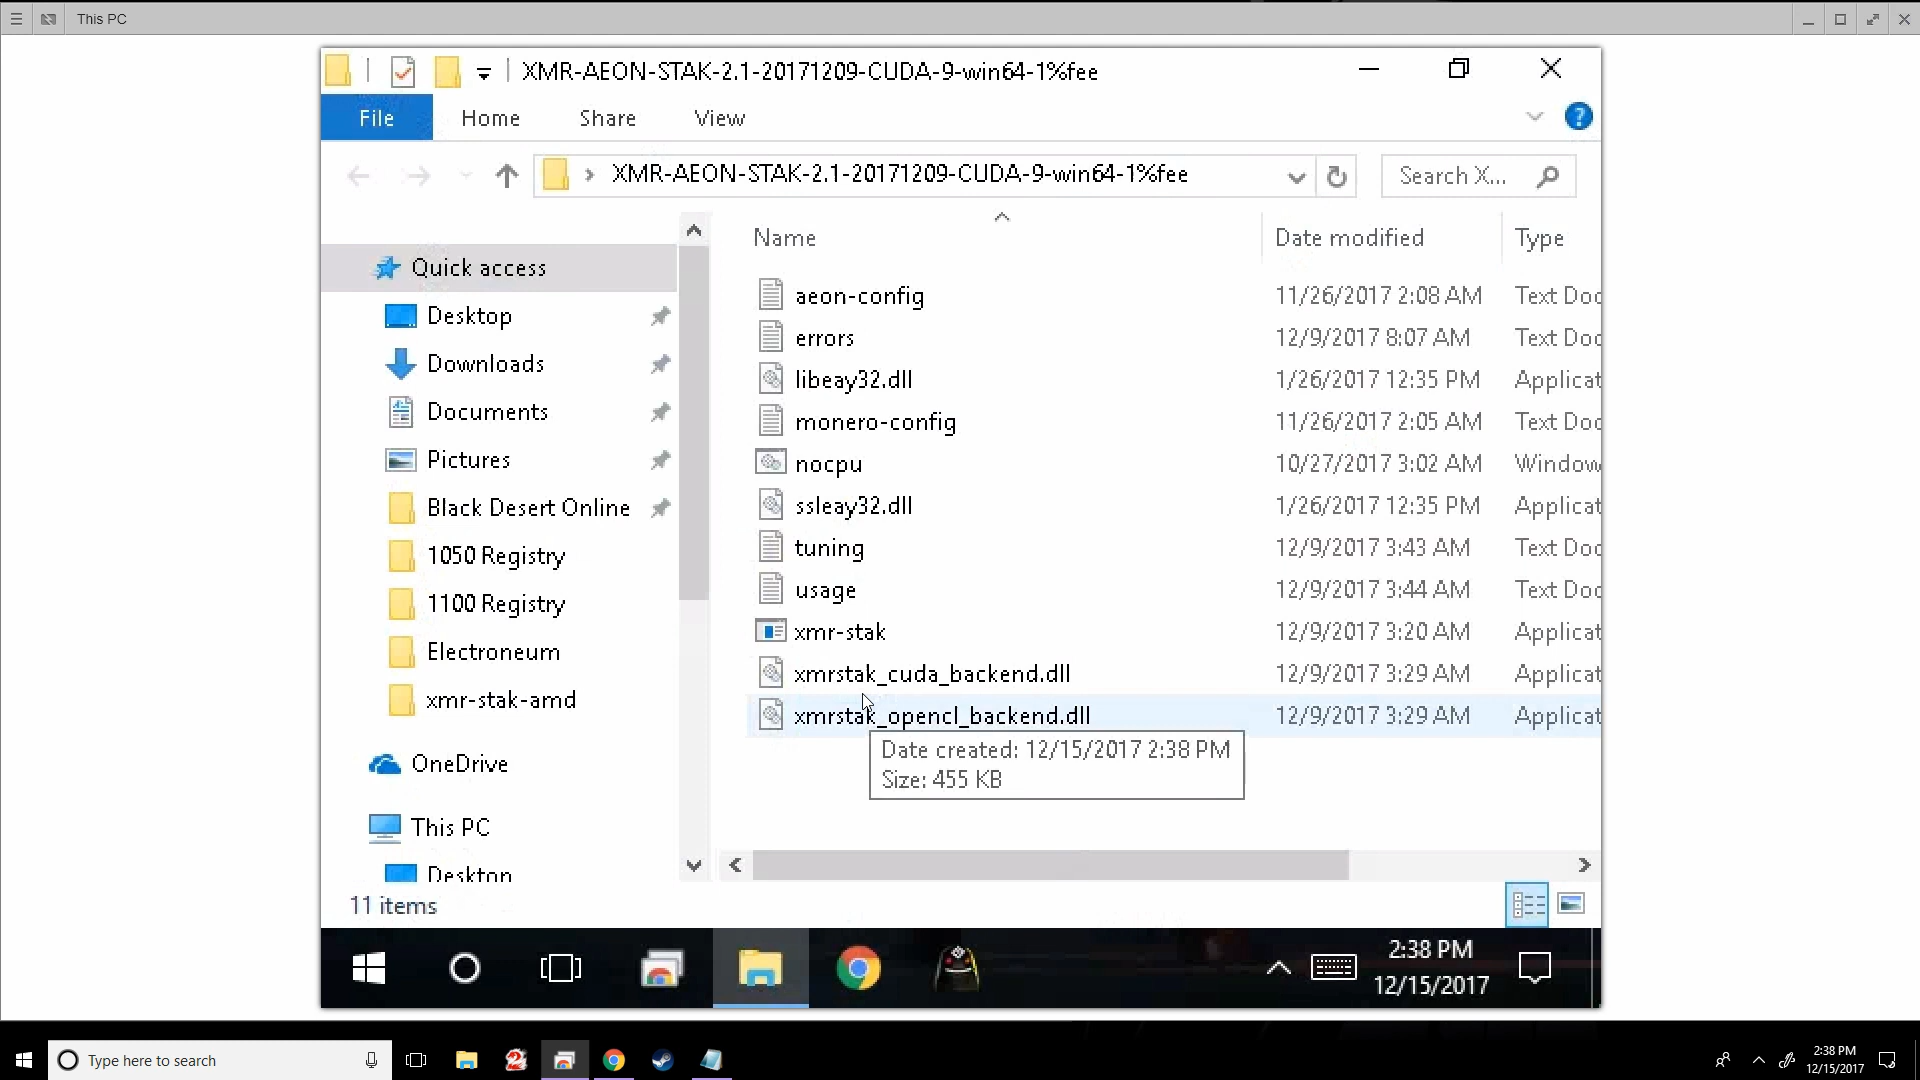 This PC
XMR-AEON-STAK-2.1-20171209-CUDA-9-win64-1%fee
File Home Share View
XMR-AEON-STAK-2.1-20171209-CUDA-9-win64-1%fee
Search X...
Quick access
Desktop
Downloads
Documents
Pictures
Black Desert Online
1050 Registry
1100 Registry
Electroneum
xmr-stak-amd
OneDrive
This PC
Desktop
Name Date modified Type
aeon-config 11/26/2017 2:08 AM Text Doc
errors 12/9/2017 8:07 AM Text Doc
libeay32.dll 1/26/2017 12:35 PM Applicat
monero-config 11/26/2017 2:05 AM Text Doc
nocpu 10/27/2017 3:02 AM Window
ssleay32.dll 1/26/2017 12:35 PM Applicat
tuning 12/9/2017 3:43 AM Text Doc
usage 12/9/2017 3:44 AM Text Doc
xmr-stak 12/9/2017 3:20 AM Applicat
xmrstak_cuda_backend.dll 12/9/2017 3:29 AM Applicat
xmrstak_opencl_backend.dll 12/9/2017 3:29 AM Applicat
Date created: 12/15/2017 2:38 PM
Size: 455 KB
11 items
2:38 PM
12/15/2017
Type here to search
2:38 PM
12/15/2017